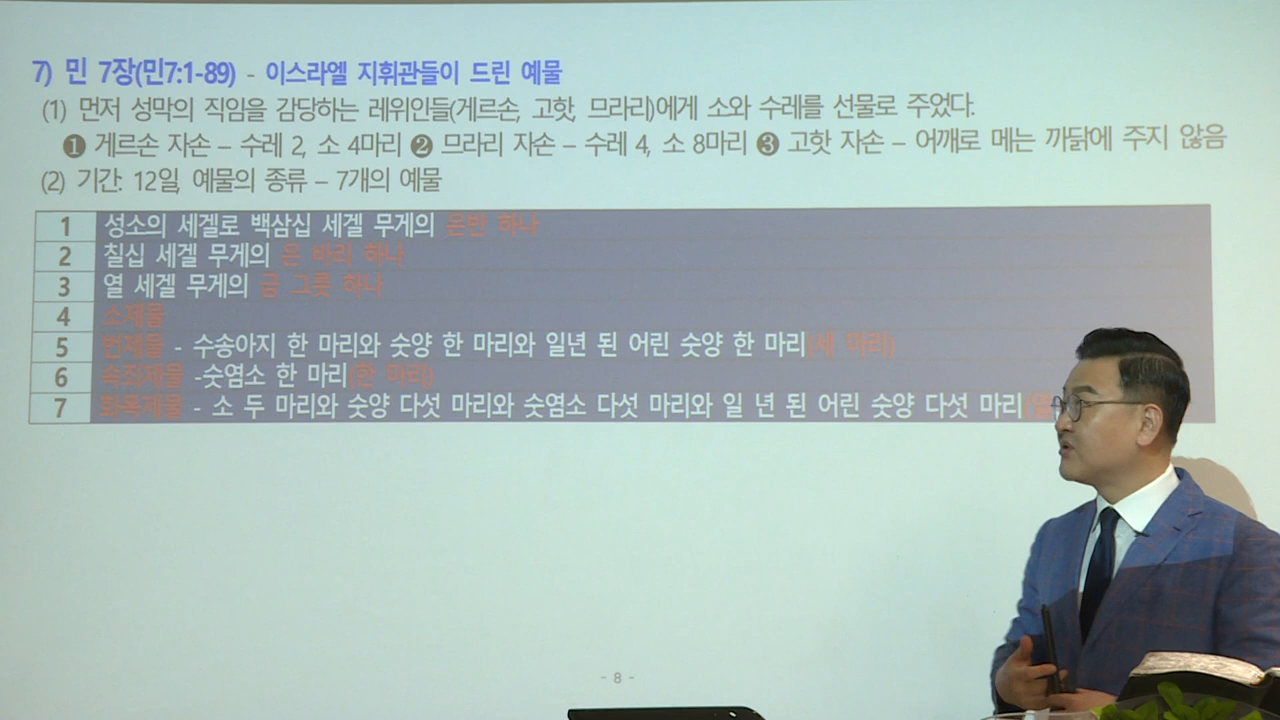 7) 민 7장(민7:1-89) - 이스라엘 지휘관들이 드린 예물
(1) 먼저 성막의 직임을 감당하는 레위인들(게르손, 고핫, 므라리)에게 소와 수레를 선물로 주었다.
❶ 게르손 자손 – 수레 2, 소 4마리 ❷ 므라리 자손 – 수레 4, 소 8마리 ❸ 고핫 자손 – 어깨로 메는 까닭에 주지 않음
(2) 기간: 12일, 예물의 종류 – 7개의 예물
1 성소의 세겔로 백삼십 세겔 무게의 은반 하나
2 칠십 세겔 무게의 은 바리 하나
3 열 세겔 무게의 금 그릇 하나
4 소제물
5 번제물 - 수송아지 한 마리와 숫양 한 마리와 일년 된 어린 숫양 한 마리(세 마리)
6 속죄제물 -숫염소 한 마리(한 마리)
7 화목제물 - 소 두 마리와 숫양 다섯 마리와 숫염소 다섯 마리와 일 년 된 어린 숫양 다섯 마리
- 8 -